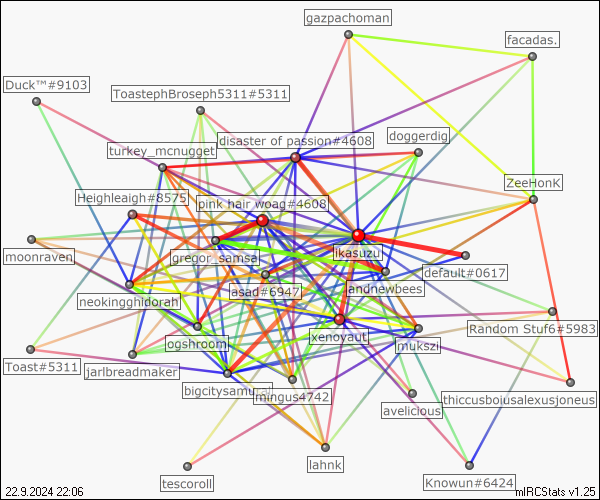 gazpachoman
facadas.
Duck™#9103
ToastephBroseph5311#5311
disaster of passion#4608
doggerdig
turkey_mcnugget
ZeeHonK
Heighleaigh#8575
pink hair woag#4608
moonraven
gregor_samsa
ikasuzu
default#0617
asad#6947
andrewbees
neokingghidorah
Random Stuf6#5983
ogshroom
xenoyaut
mukszi
Toast#5311
jarlbreadmaker
bigcitysamurai
mingus4742
thiccusboiusalexusjoneus
avelicious
lahnk
tescoroll
Knowun#6424
22.9.2024 22:06
mIRCStats v1.25